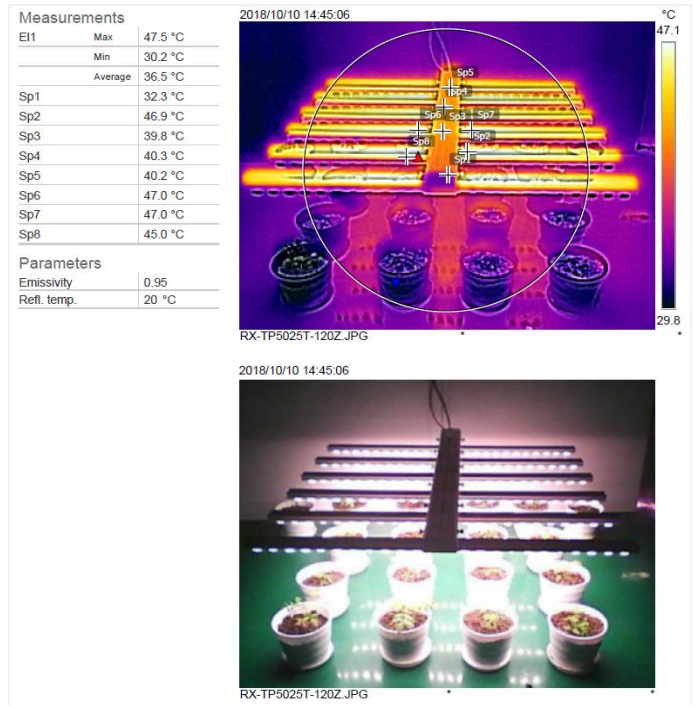 Measurements
El1 Max 47.5 °C
Min 30.2 °C
Average 36.5 °C
Sp1 32.3 °C
Sp2 46.9 °C
Sp3 39.8 °C
Sp4 40.3 °C
Sp5 40.2 °C
Sp6 47.0 °C
Sp7 47.0 °C
Sp8 45.0 °C
Parameters
Emissivity 0.95
Refl. temp. 20 °C
2018/10/10 14:45:06
°C
47.1
Sp5
Sp4
Sp6 Sp3 Sp7
Sp8 Sp2
29.8
RX-TP5025T-120Z.JPG * *
2018/10/10 14:45:06
RX-TP5025T-120Z.JPG * *